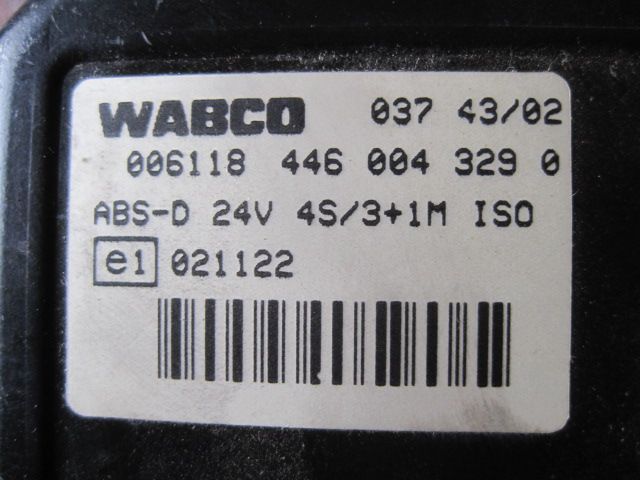 WABCO 037 43/02
006118 446 004 329 0
ABS-D 24V 4S/3+1M ISO
e1 021122